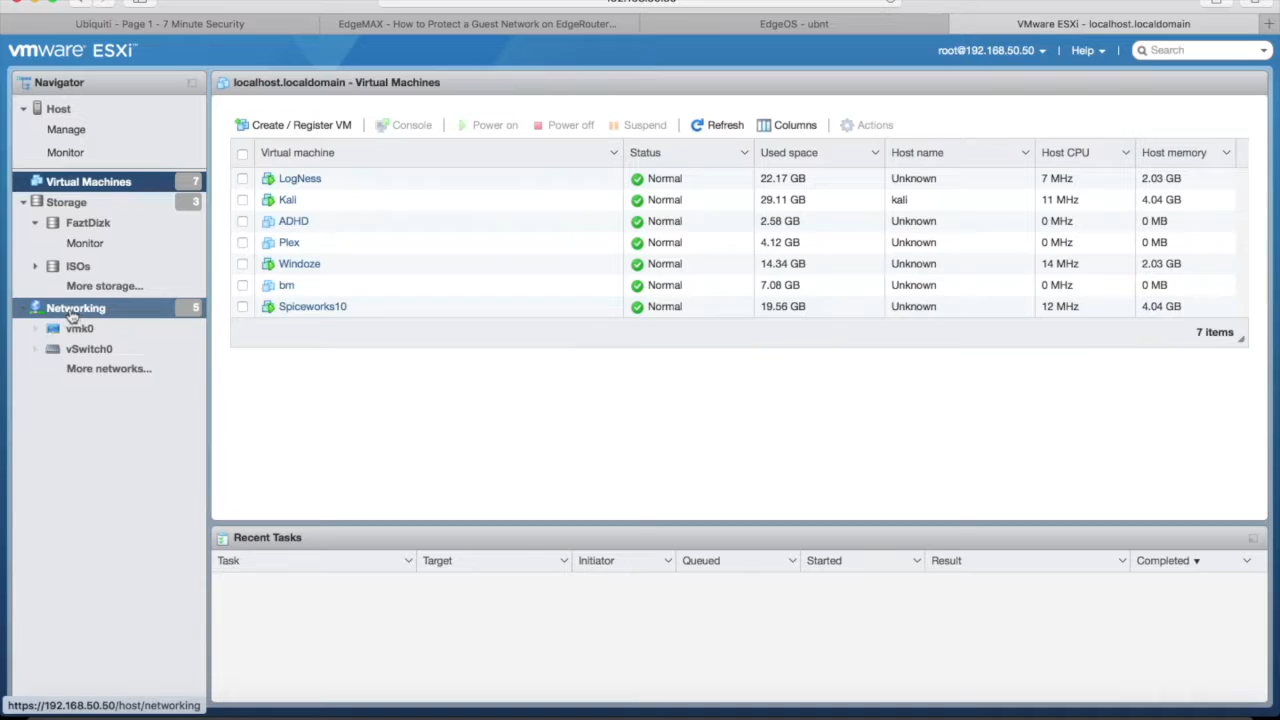 Ubiquiti - Page 1 - 7 Minute Security
EdgeMAX - How to Protect a Guest Network on EdgeRouter...
EdgeOS - ubnt
VMware ESXi - localhost.localdomain
vmware ESXi™
root@192.168.50.50
Help
Search
Navigator
Host
Manage
Monitor
Virtual Machines 7
Storage 3
FaztDizk
Monitor
ISOs
More storage...
Networking 5
vmk0
vSwitch0
More networks...
localhost.localdomain - Virtual Machines
Create / Register VM Console Power on Power off Suspend Refresh Columns Actions
Virtual machine Status Used space Host name Host CPU Host memory
LogNess Normal 22.17 GB Unknown 7 MHz 2.03 GB
Kali Normal 29.11 GB kali 11 MHz 4.04 GB
ADHD Normal 2.58 GB Unknown 0 MHz 0 MB
Plex Normal 4.12 GB Unknown 0 MHz 0 MB
Windoze Normal 14.34 GB Unknown 14 MHz 2.03 GB
bm Normal 7.08 GB Unknown 0 MHz 0 MB
Spiceworks10 Normal 19.56 GB Unknown 12 MHz 4.04 GB
7 items
Recent Tasks
Task Target Initiator Queued Started Result Completed ▼
https://192.168.50.50/host/networking